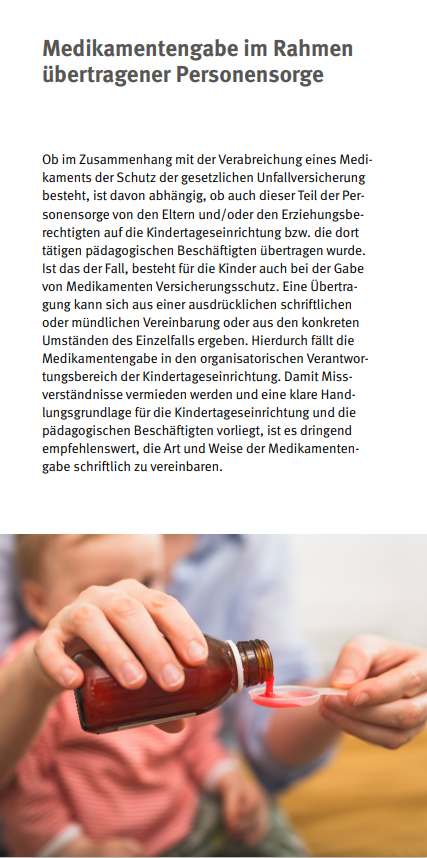 Medikamentengabe im Rahmen
übertragener Personensorge
Ob im Zusammenhang mit der Verabreichung eines Medi-
kaments der Schutz der gesetzlichen Unfallversicherung
besteht, ist davon abhängig, ob auch dieser Teil der Per-
sonensorge von den Eltern und/oder den Erziehungsbe-
rechtigten auf die Kindertageseinrichtung bzw. die dort
tätigen pädagogischen Beschäftigten übertragen wurde.
Ist das der Fall, besteht für die Kinder auch bei der Gabe
von Medikamenten Versicherungsschutz. Eine Übertra-
gung kann sich aus einer ausdrücklichen schriftlichen
oder mündlichen Vereinbarung oder aus den konkreten
Umständen des Einzelfalls ergeben. Hierdurch fällt die
Medikamentengabe in den organisatorischen Verantwor-
tungsbereich der Kindertageseinrichtung. Damit Miss-
verständnisse vermieden werden und eine klare Hand-
lungsgrundlage für die Kindertageseinrichtung und die
pädagogischen Beschäftigten vorliegt, ist es dringend
empfehlenswert, die Art und Weise der Medikamenten-
gabe schriftlich zu vereinbaren.